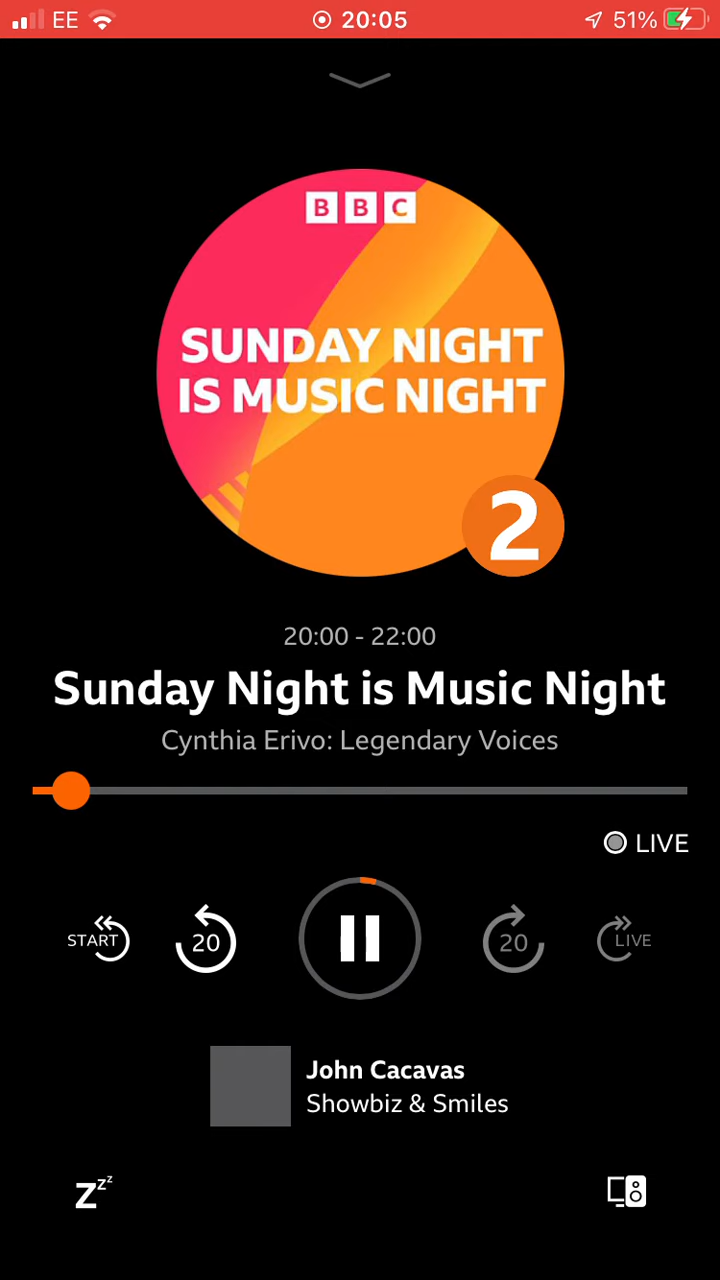 EE 20:05 51%
BBC
SUNDAY NIGHT
IS MUSIC NIGHT
2
20:00 - 22:00
Sunday Night is Music Night
Cynthia Erivo: Legendary Voices
LIVE
START 20 20 LIVE
John Cacavas
Showbiz & Smiles
Zzz